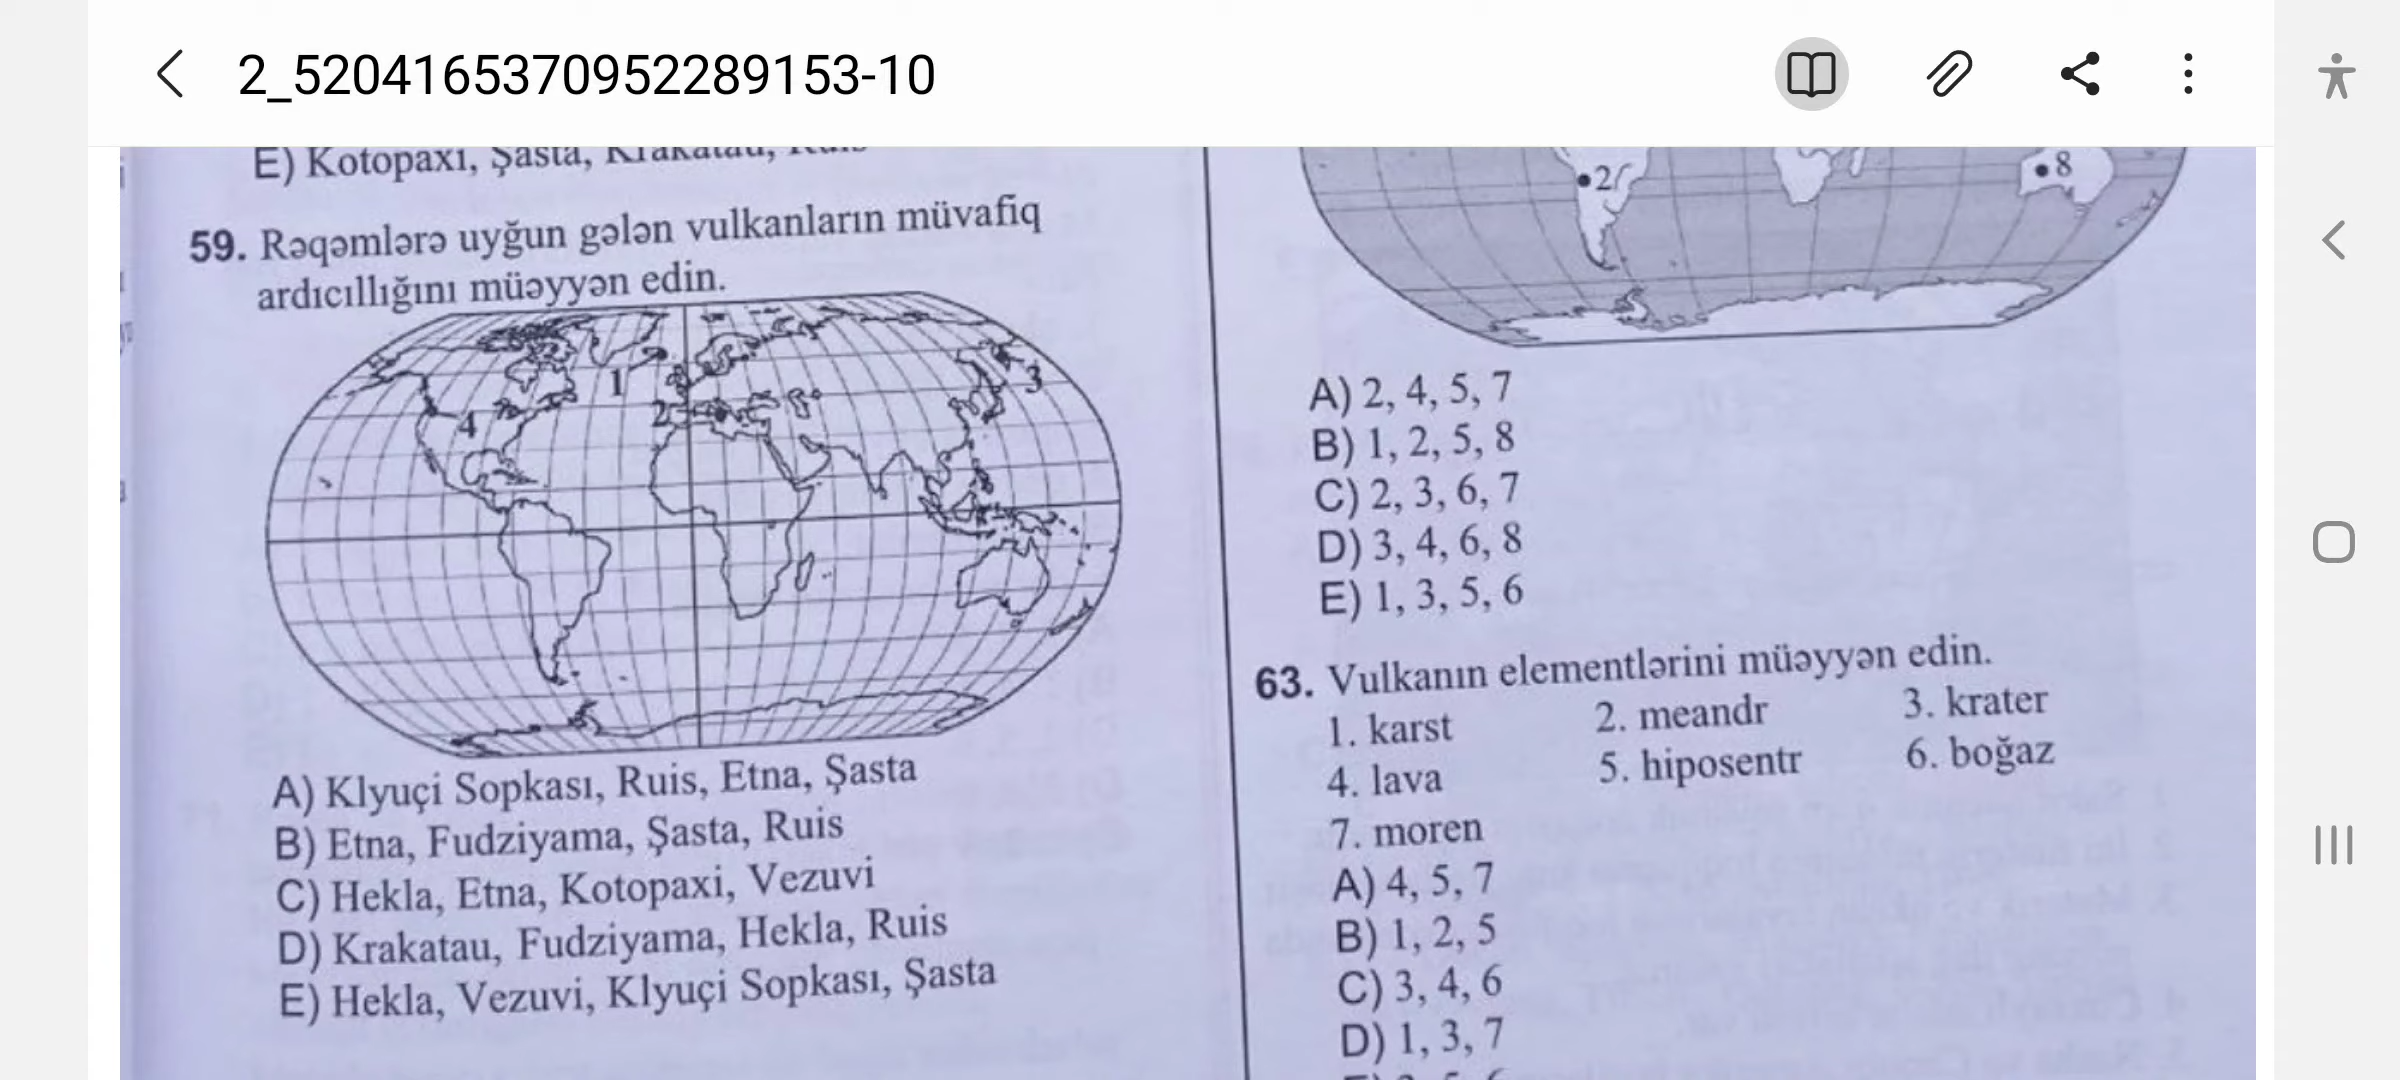 2_5204165370952289153-10
E) Kotopaxi, Şasta, Krakatau, Ruis
59. Rəqəmlərə uyğun gələn vulkanların müvafiq
ardıcıllığını müəyyən edin.
1
2
3
4
A) Klyuçi Sopkası, Ruis, Etna, Şasta
B) Etna, Fudziyama, Şasta, Ruis
C) Hekla, Etna, Kotopaxi, Vezuvi
D) Krakatau, Fudziyama, Hekla, Ruis
E) Hekla, Vezuvi, Klyuçi Sopkası, Şasta
2
8
A) 2, 4, 5, 7
B) 1, 2, 5, 8
C) 2, 3, 6, 7
D) 3, 4, 6, 8
E) 1, 3, 5, 6
63. Vulkanın elementlərini müəyyən edin.
1. karst 2. meandr 3. krater
4. lava 5. hiposentr 6. boğaz
7. moren
A) 4, 5, 7
B) 1, 2, 5
C) 3, 4, 6
D) 1, 3, 7